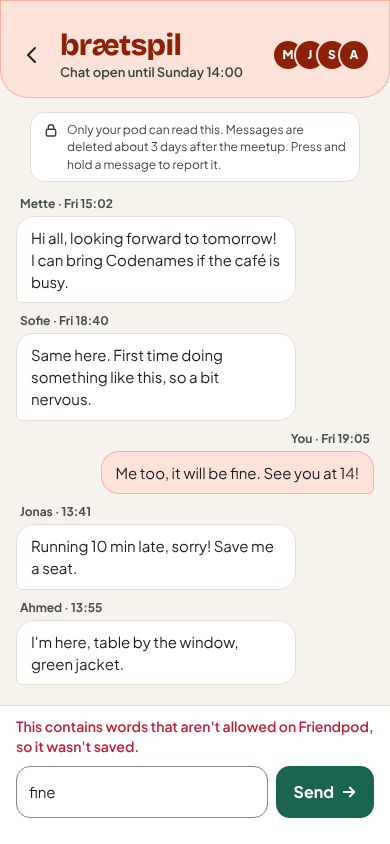 brætspil
Chat open until Sunday 14:00
M J S A
Only your pod can read this. Messages are
deleted about 3 days after the meetup. Press and
hold a message to report it.
Mette · Fri 15:02
Hi all, looking forward to tomorrow!
I can bring Codenames if the café is
busy.
Sofie · Fri 18:40
Same here. First time doing
something like this, so a bit
nervous.
You · Fri 19:05
Me too, it will be fine. See you at 14!
Jonas · 13:41
Running 10 min late, sorry! Save me
a seat.
Ahmed · 13:55
I'm here, table by the window,
green jacket.
This contains words that aren't allowed on Friendpod,
so it wasn't saved.
fine
Send →